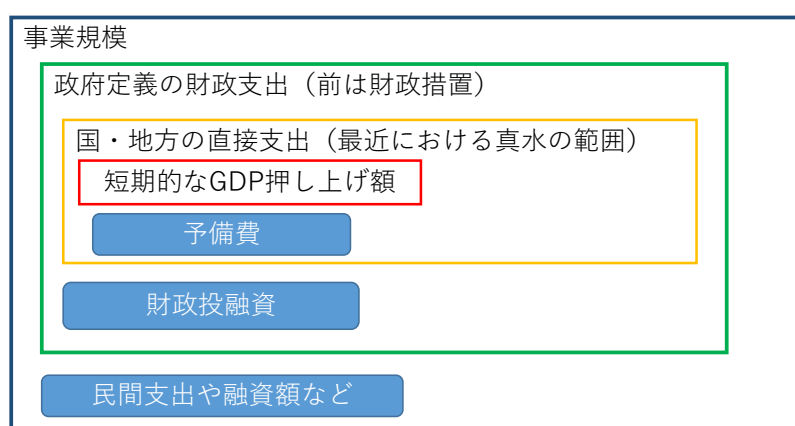 事業規模
政府定義の財政支出（前は財政措置）
国・地方の直接支出（最近における真水の範囲）
短期的なGDP押し上げ額
予備費
財政投融資
民間支出や融資額など